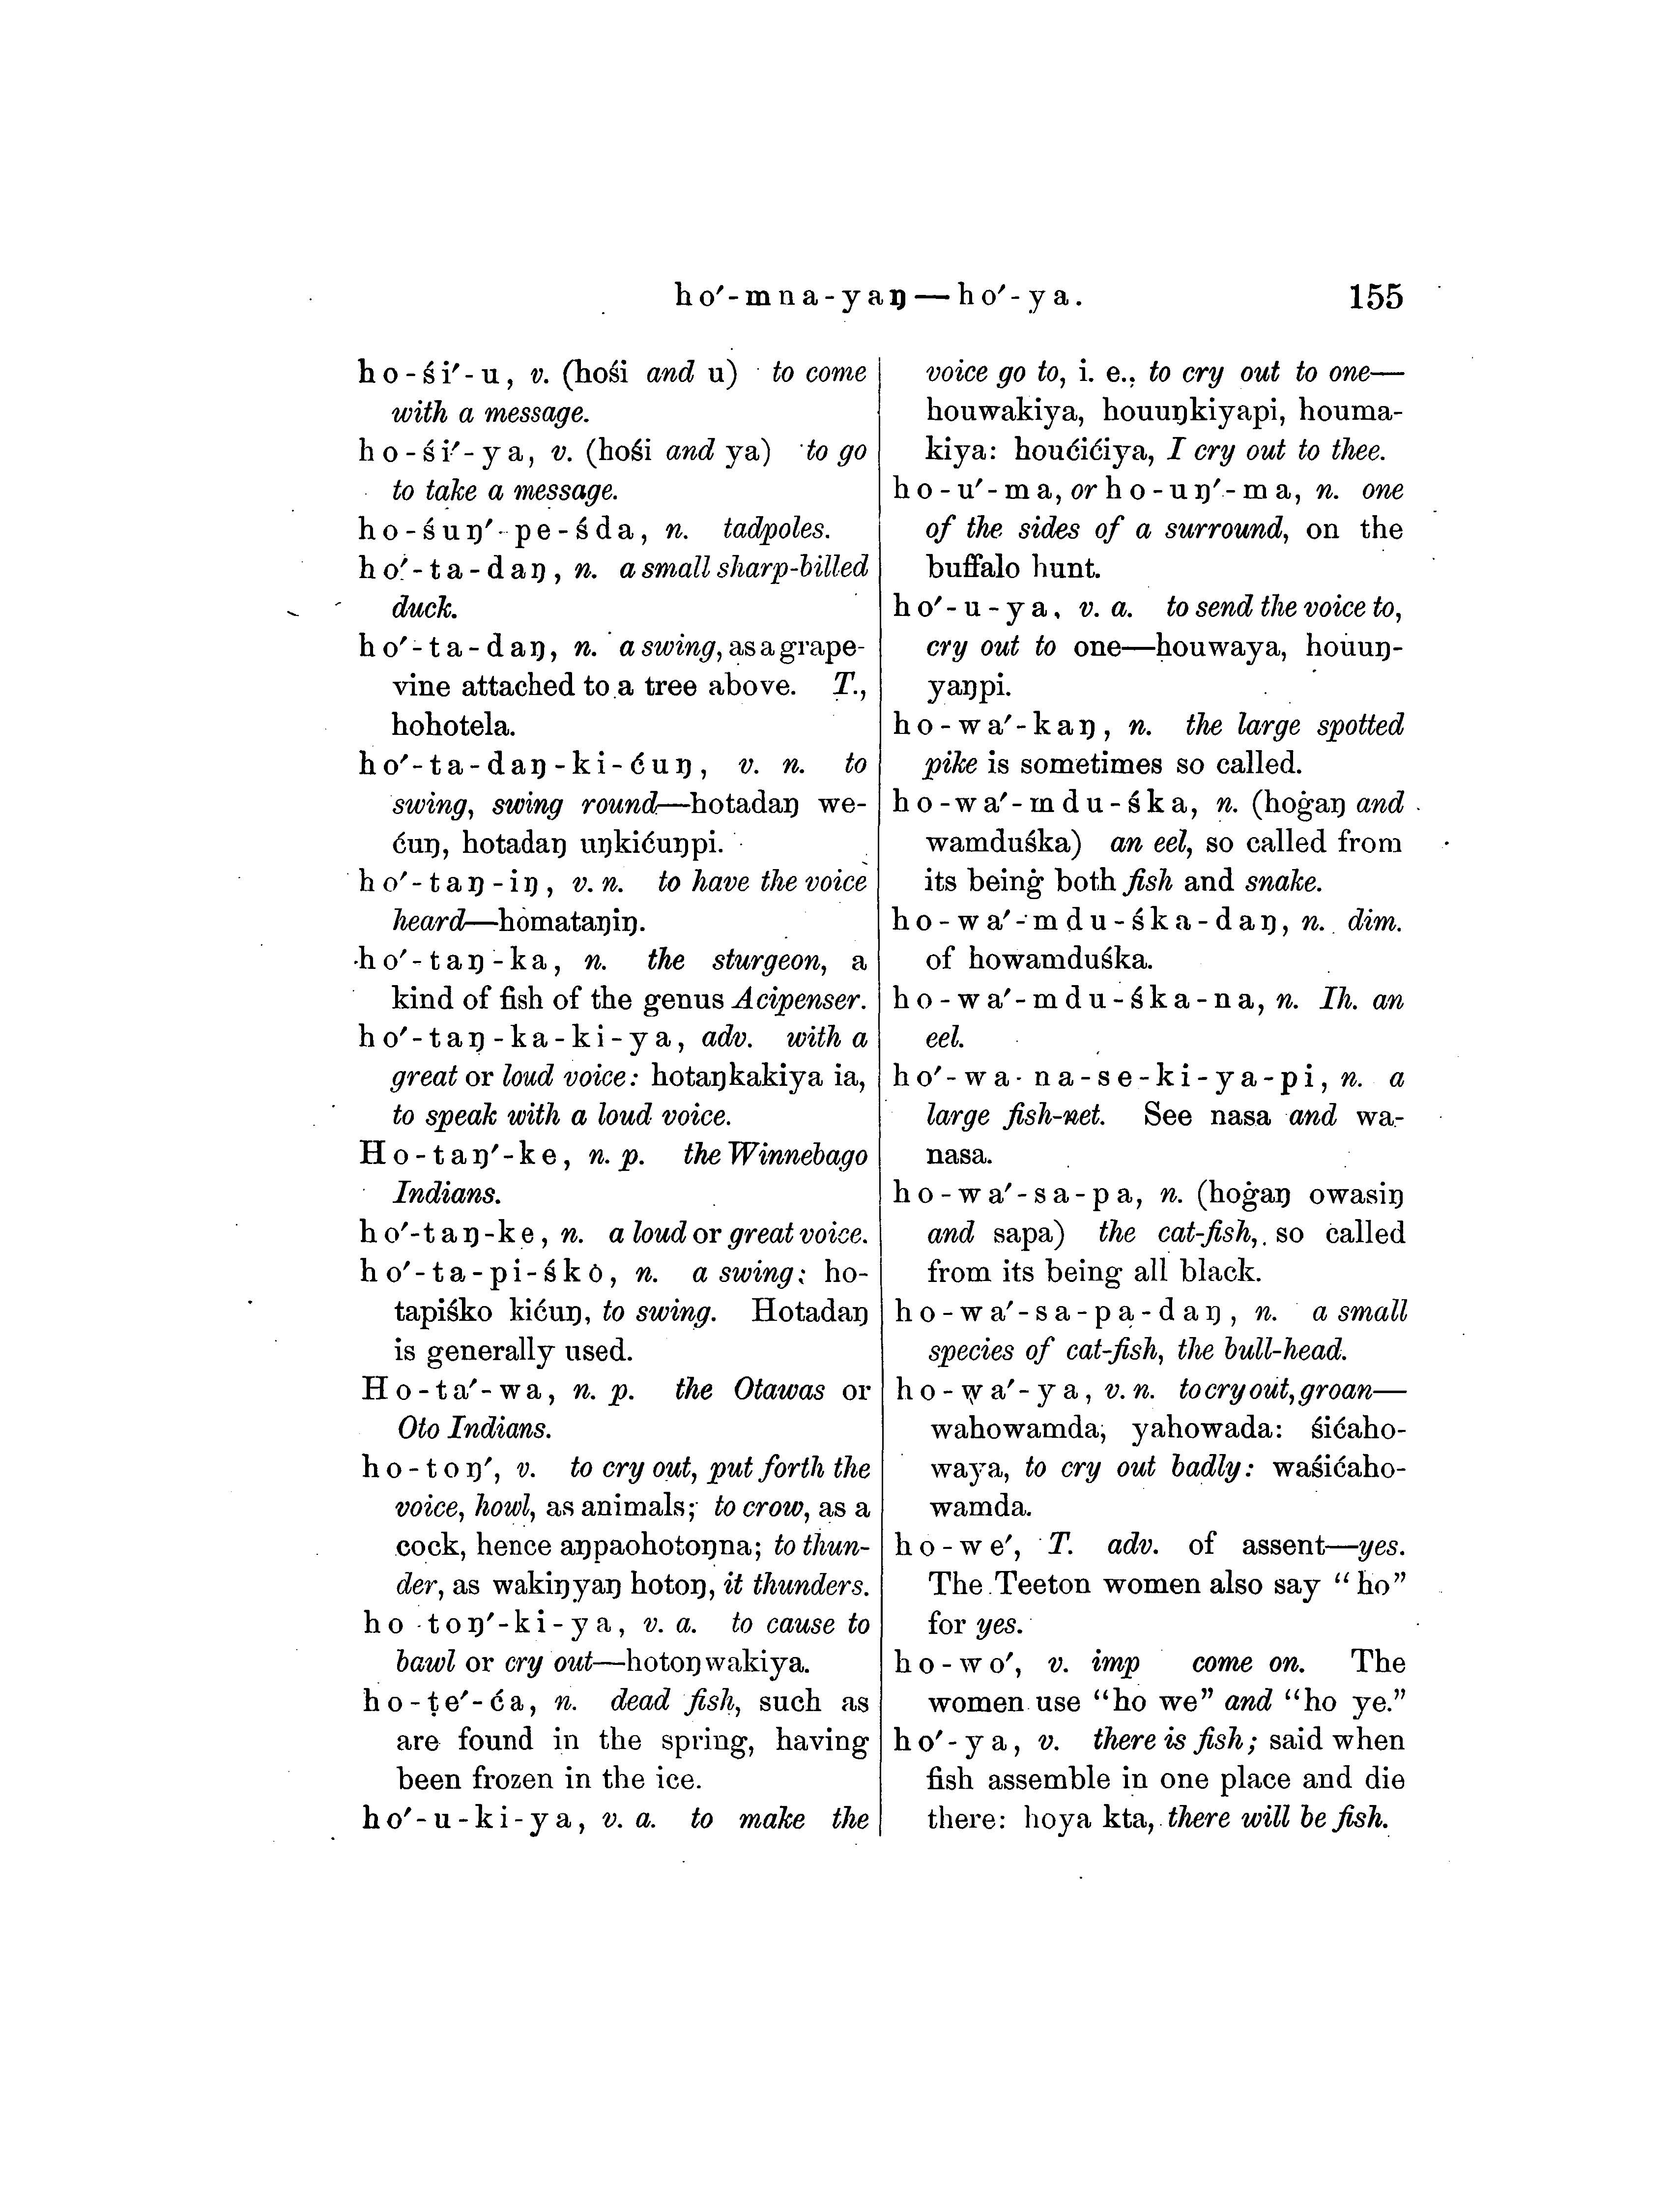 ho′-mna-yaŋ—ho′-ya. 155
ho-śi′-u, v. (hośi and u) to come
with a message.
ho-śi′-ya, v. (hośi and ya) to go
to take a message.
ho-śuŋ′-pe-śda, n. tadpoles.
ho′-ta-daŋ, n. a small sharp-billed
duck.
ho′-ta-daŋ, n. a swing, as a grape-
vine attached to a tree above. T.,
hohotela.
ho′-ta-daŋ-ki-ćuŋ, v. n. to
swing, swing round—hotadaŋ we-
ćuŋ, hotadaŋ uŋkićuŋpi.
ho′-taŋ-iŋ, v. n. to have the voice
heard—homataŋiŋ.
ho′-taŋ-ka, n. the sturgeon, a
kind of fish of the genus Acipenser.
ho′-taŋ-ka-ki-ya, adv. with a
great or loud voice: hotaŋkakiya ia,
to speak with a loud voice.
Ho-taŋ′-ke, n. p. the Winnebago
Indians.
ho′-taŋ-ke, n. a loud or great voice.
ho′-ta-pi-śko, n. a swing: ho-
tapiśko kićuŋ, to swing. Hotadaŋ
is generally used.
Ho-ta′-wa, n. p. the Otawas or
Oto Indians.
ho-toŋ′, v. to cry out, put forth the
voice, howl, as animals; to crow, as a
cock, hence aŋpaohotoŋna; to thun-
der, as wakiŋyaŋ hotoŋ, it thunders.
ho toŋ′-ki-ya, v. a. to cause to
bawl or cry out—hotoŋwakiya.
ho-ṭe′-ća, n. dead fish, such as
are found in the spring, having
been frozen in the ice.
ho′-u-ki-ya, v. a. to make the
voice go to, i. e., to cry out to one—
houwakiya, houuŋkiyapi, houma-
kiya: houćićiya, I cry out to thee.
ho-u′-ma, or ho-uŋ′-ma, n. one
of the sides of a surround, on the
buffalo hunt.
ho′-u-ya, v. a. to send the voice to,
cry out to one—houwaya, houuŋ-
yaŋpi.
ho-wa′-kaŋ, n. the large spotted
pike is sometimes so called.
ho-wa′-mdu-śka, n. (hoġaŋ and
wamduśka) an eel, so called from
its being both fish and snake.
ho-wa′-mdu-śka-daŋ, n. dim.
of howamduśka.
ho-wa′-mdu-śka-na, n. Ih. an
eel.
ho′-wa-na-se-ki-ya-pi, n. a
large fish-net. See nasa and wa-
nasa.
ho-wa′-sa-pa, n. (hoġaŋ owasiŋ
and sapa) the cat-fish, so called
from its being all black.
ho-wa′-sa-pa-daŋ, n. a small
species of cat-fish, the bull-head.
ho-wa′-ya, v. n. to cry out, groan—
wahowamda, yahowada: śićaho-
waya, to cry out badly: waśićaho-
wamda.
ho-we′, T. adv. of assent—yes.
The Teeton women also say “ho”
for yes.
ho-wo′, v. imp come on. The
women use “ho we” and “ho ye.”
ho′-ya, v. there is fish; said when
fish assemble in one place and die
there: hoya kta, there will be fish.